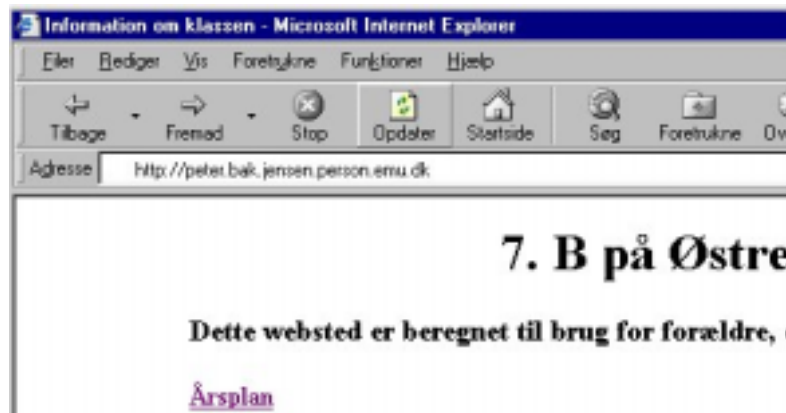 Information om klassen - Microsoft Internet Explorer
Filer Rediger Vis Foretrukne Funktioner Hjælp
Tilbage Fremad Stop Opdater Startside Søg Foretrukne
Adresse http://peter.bak.jensen.person.emu.dk
7. B på Østre
Dette websted er beregnet til brug for forældre,
Årsplan